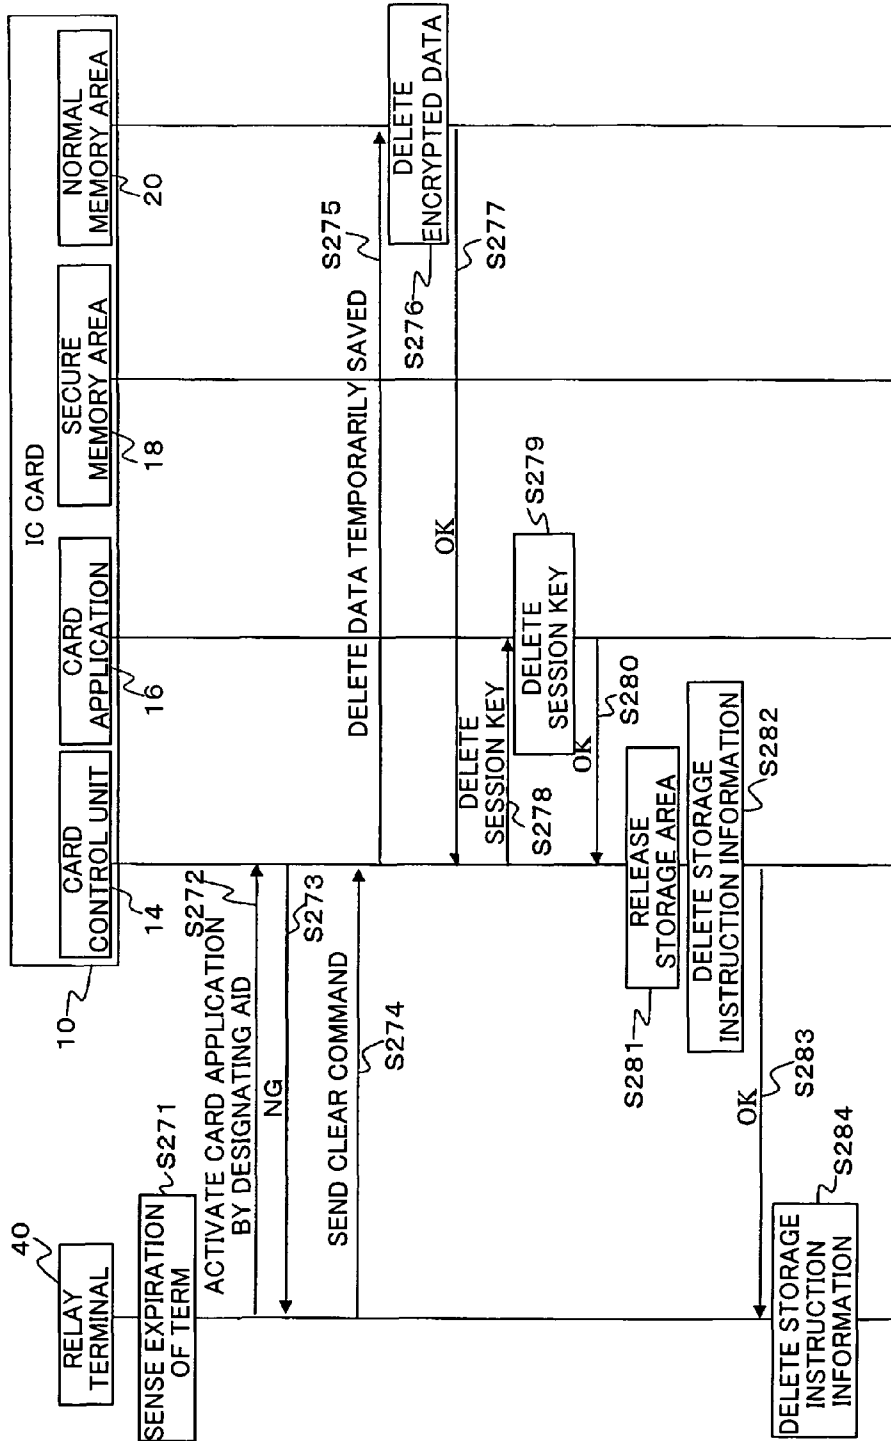 IC CARD
RELAY
TERMINAL
40
10
CARD
CONTROL UNIT
14
CARD
APPLICATION
16
SECURE
MEMORY AREA
18
NORMAL
MEMORY AREA
20
SENSE EXPIRATION
OF TERM
S271
ACTIVATE CARD APPLICATION
BY DESIGNATING AID
S272
NG
S273
SEND CLEAR COMMAND
S274
DELETE DATA TEMPORARILY SAVED
S275
DELETE
ENCRYPTED DATA
S276
OK
S277
DELETE
SESSION KEY
S278
DELETE
SESSION KEY
S279
OK
S280
RELEASE
STORAGE AREA
S281
DELETE STORAGE
INSTRUCTION INFORMATION
S282
OK
S283
DELETE STORAGE
INSTRUCTION
INFORMATION
S284